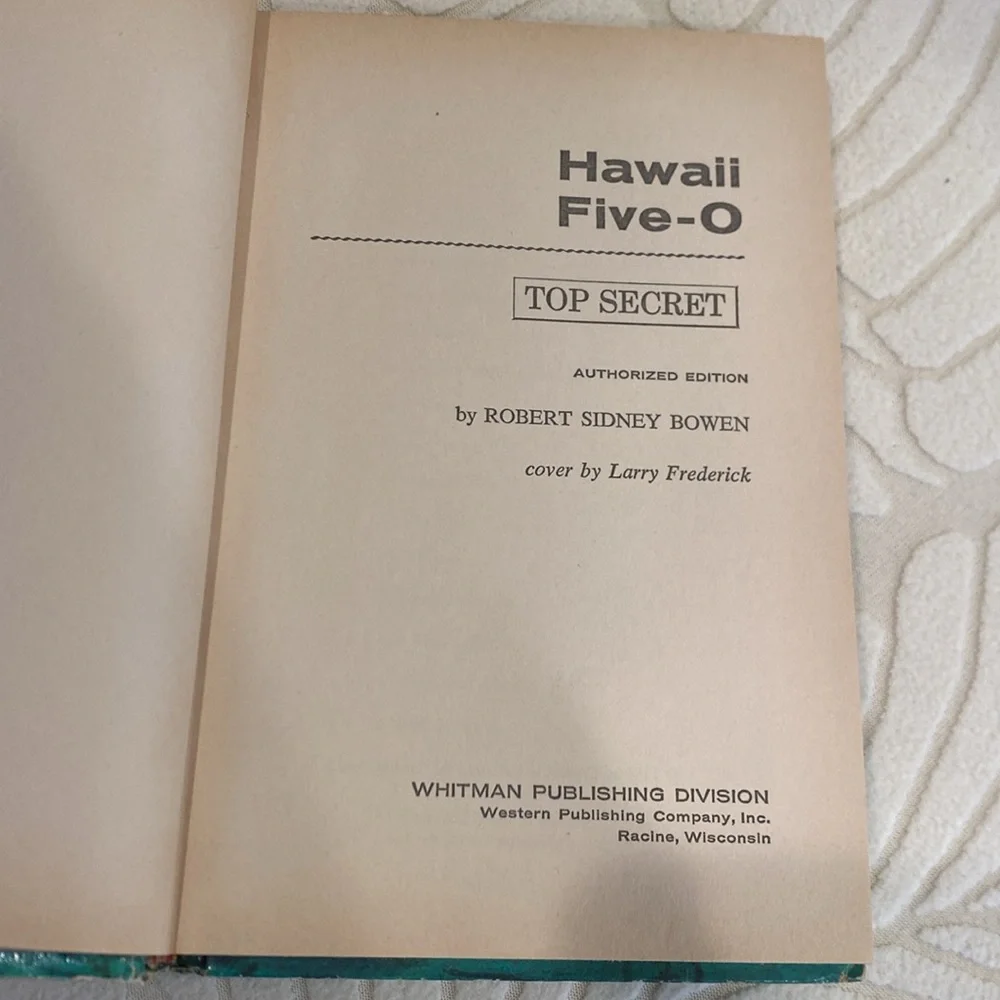 Hawaii
Five-O
TOP SECRET
AUTHORIZED EDITION
by ROBERT SIDNEY BOWEN
cover by Larry Frederick
WHITMAN PUBLISHING DIVISION
Western Publishing Company, Inc.
Racine, Wisconsin